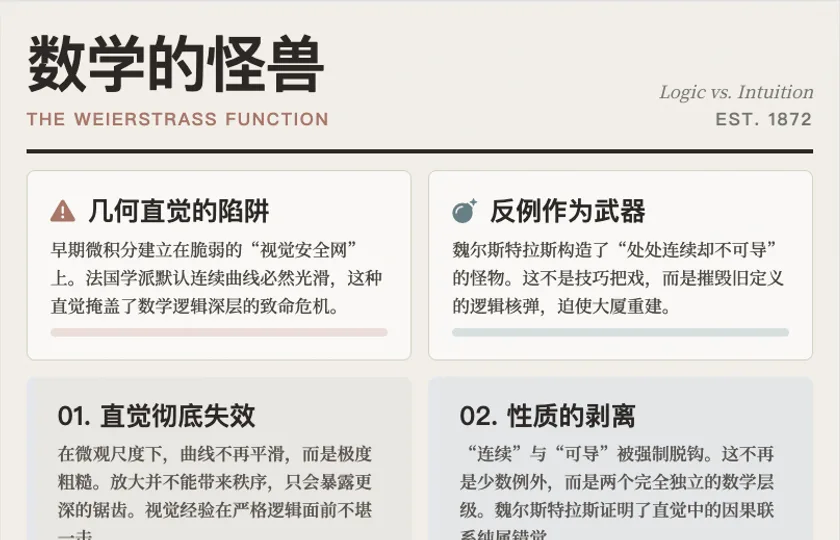 数学的怪兽
THE WEIERSTRASS FUNCTION
Logic vs. Intuition
EST. 1872
几何直觉的陷阱
早期微积分建立在脆弱的“视觉安全网”
上。法国学派默认连续曲线必然光滑，这种
直觉掩盖了数学逻辑深层的致命危机。
反例作为武器
魏尔斯特拉斯构造了“处处连续却不可导”
的怪物。这不是技巧把戏，而是摧毁旧定义
的逻辑核弹，迫使大厦重建。
01. 直觉彻底失效
在微观尺度下，曲线不再平滑，而是极度
粗糙。放大并不能带来秩序，只会暴露更
深的锯齿。视觉经验在严格逻辑面前不堪
一击
02. 性质的剥离
“连续”与“可导”被强制脱钩。这不再
是少数例外，而是两个完全独立的数学层
级。魏尔斯特拉斯证明了直觉中的因果联
系纯属错觉